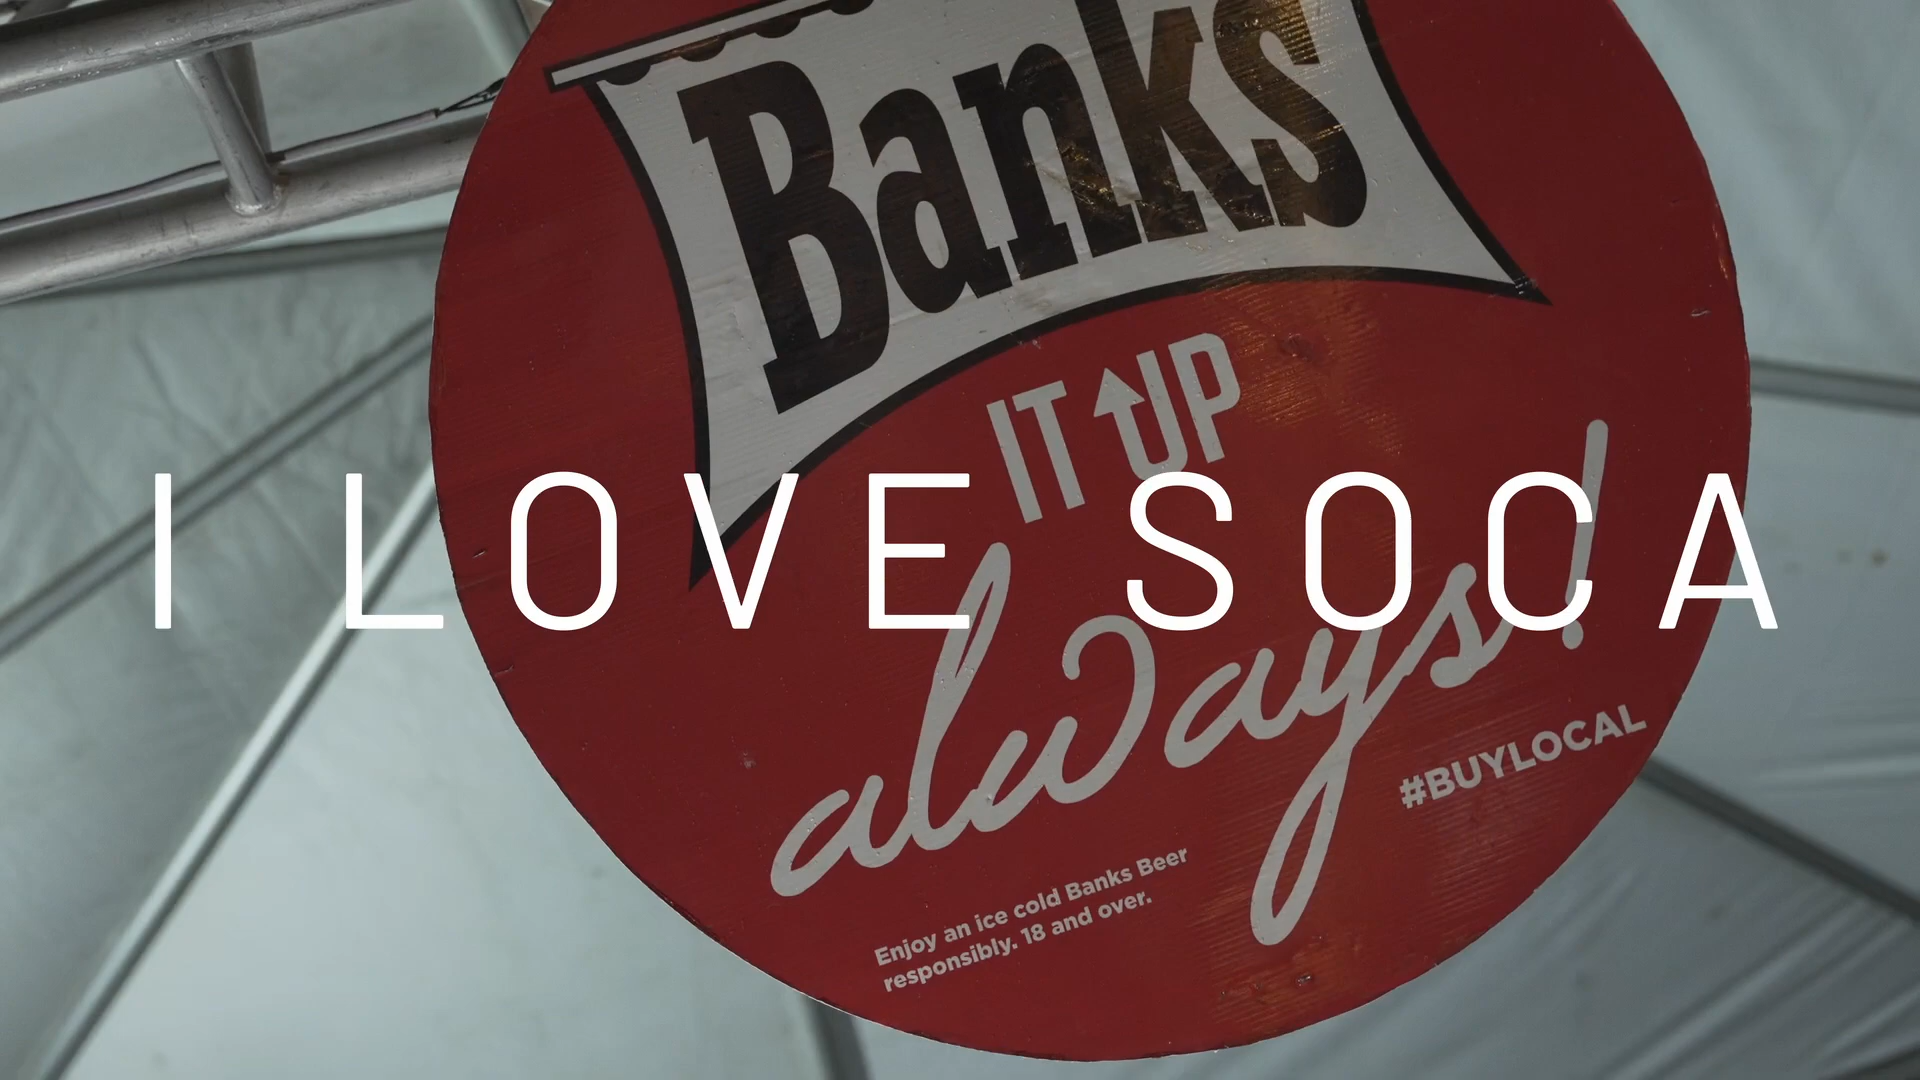 Banks
IT UP
I LOVE SOCA
always!
#BUYLOCAL
Enjoy an ice cold Banks Beer
responsibly. 18 and over.